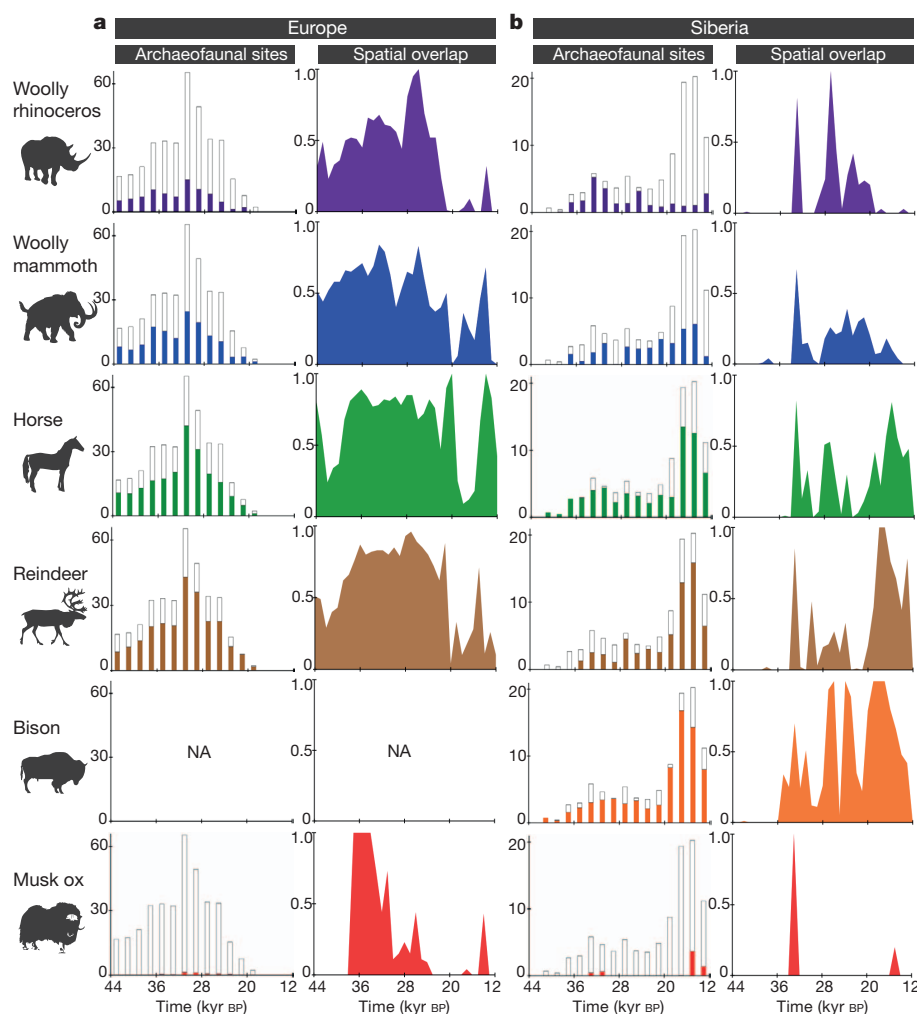 a Europe b Siberia
Archaeofaunal sites Spatial overlap Archaeofaunal sites Spatial overlap
Woolly
rhinoceros
60 30 0 1.0 0.5 0 20 10 0 1.0 0.5 0
Woolly
mammoth
60 30 0 1.0 0.5 0 20 10 0 1.0 0.5 0
Horse
60 30 0 1.0 0.5 0 20 10 0 1.0 0.5 0
Reindeer
60 30 0 1.0 0.5 0 20 10 0 1.0 0.5 0
Bison
60 30 0 NA 1.0 0.5 0 NA 20 10 0 1.0 0.5 0
Musk ox
60 30 0 1.0 0.5 0 20 10 0 1.0 0.5 0
44 36 28 20 12 44 36 28 20 12 44 36 28 20 12 44 36 28 20 12
Time (kyr BP) Time (kyr BP) Time (kyr BP) Time (kyr BP)